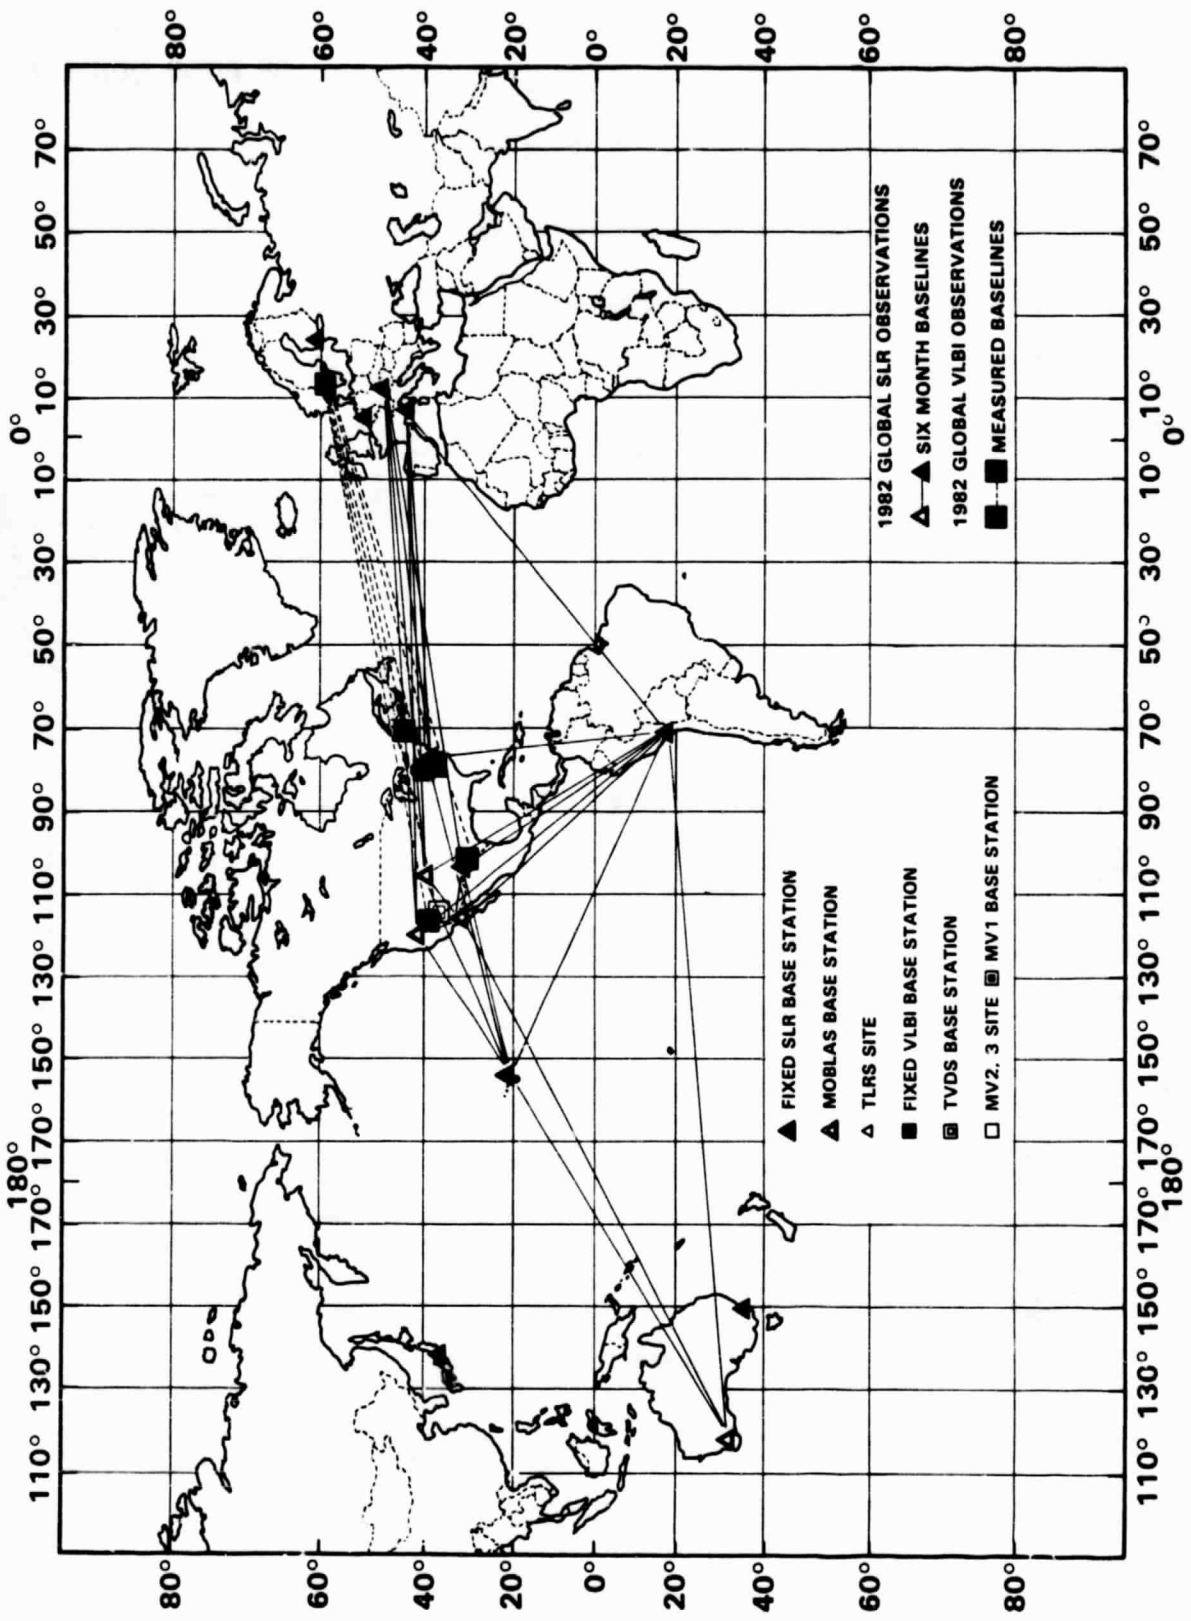 180° 0°
110° 130° 150° 170° 170° 150° 130° 110° 90° 70° 50° 30° 10° 10° 30° 50° 70°
80° 80°
60° 60°
40° 40°
20° 20°
0° 0°
20° 20°
40° 40°
60° 60°
80° 80°
FIXED SLR BASE STATION
MOBLAS BASE STATION
TLRS SITE
FIXED VLBI BASE STATION
TVDS BASE STATION
MV2, 3 SITE MV1 BASE STATION
1982 GLOBAL SLR OBSERVATIONS
SIX MONTH BASELINES
1982 GLOBAL VLBI OBSERVATIONS
MEASURED BASELINES
110° 130° 150° 170° 170° 150° 130° 110° 90° 70° 50° 30° 10° 10° 30° 50° 70°
180° 0°